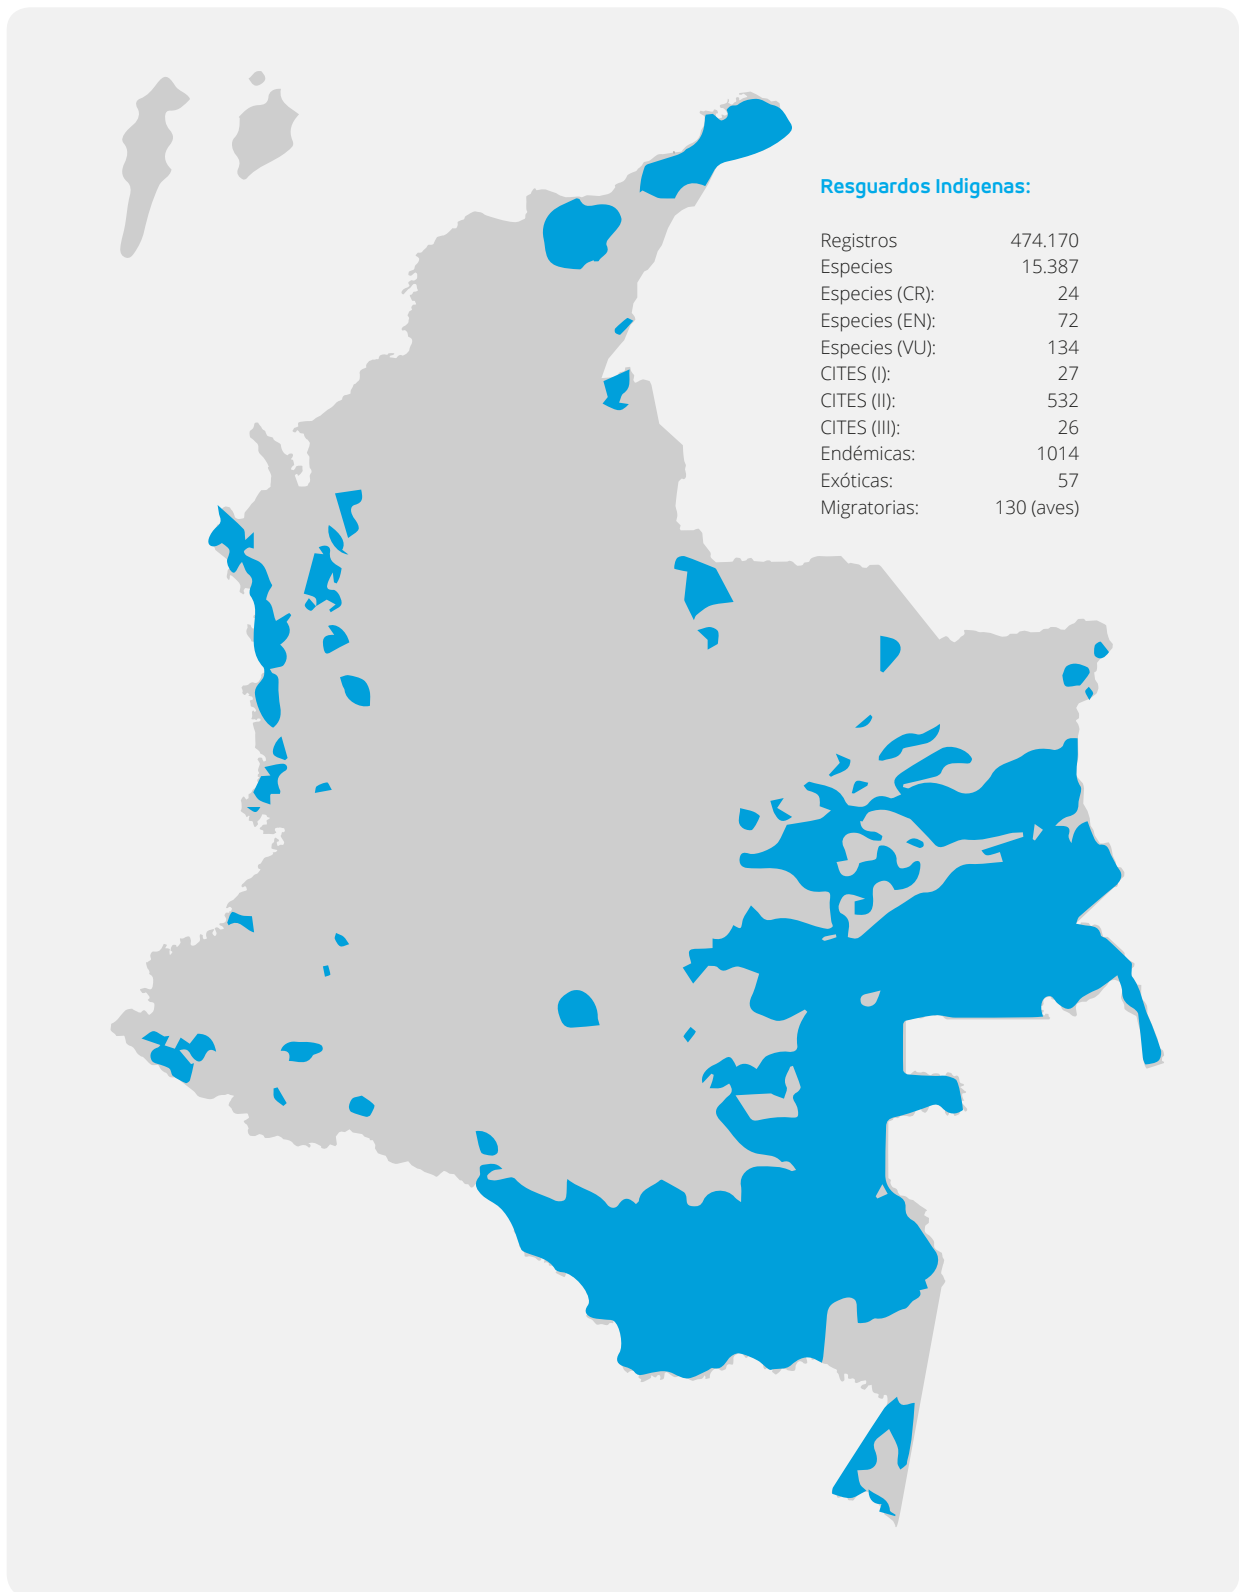 Resguardos Indigenas:
Registros 474.170
Especies 15.387
Especies (CR): 24
Especies (EN): 72
Especies (VU): 134
CITES (I): 27
CITES (II): 532
CITES (III): 26
Endémicas: 1014
Exóticas: 57
Migratorias: 130 (aves)